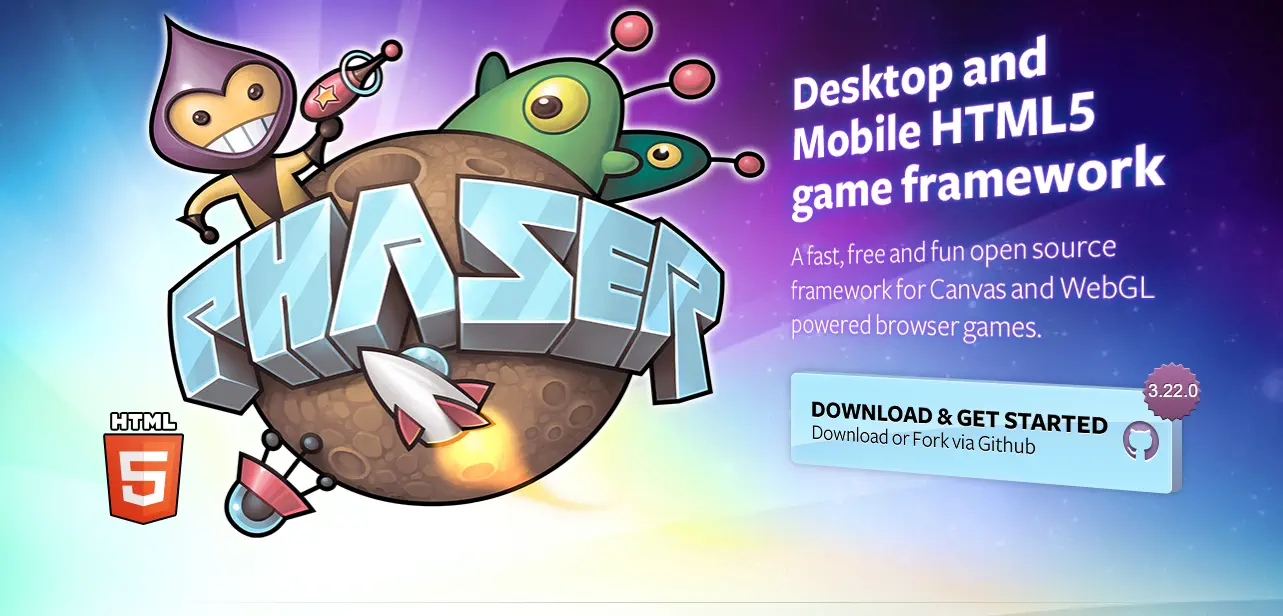 PHASER
HTML
5
Desktop and
Mobile HTML5
game framework
A fast, free and fun open source
framework for Canvas and WebGL
powered browser games.
3.22.0
DOWNLOAD & GET STARTED
Download or Fork via Github